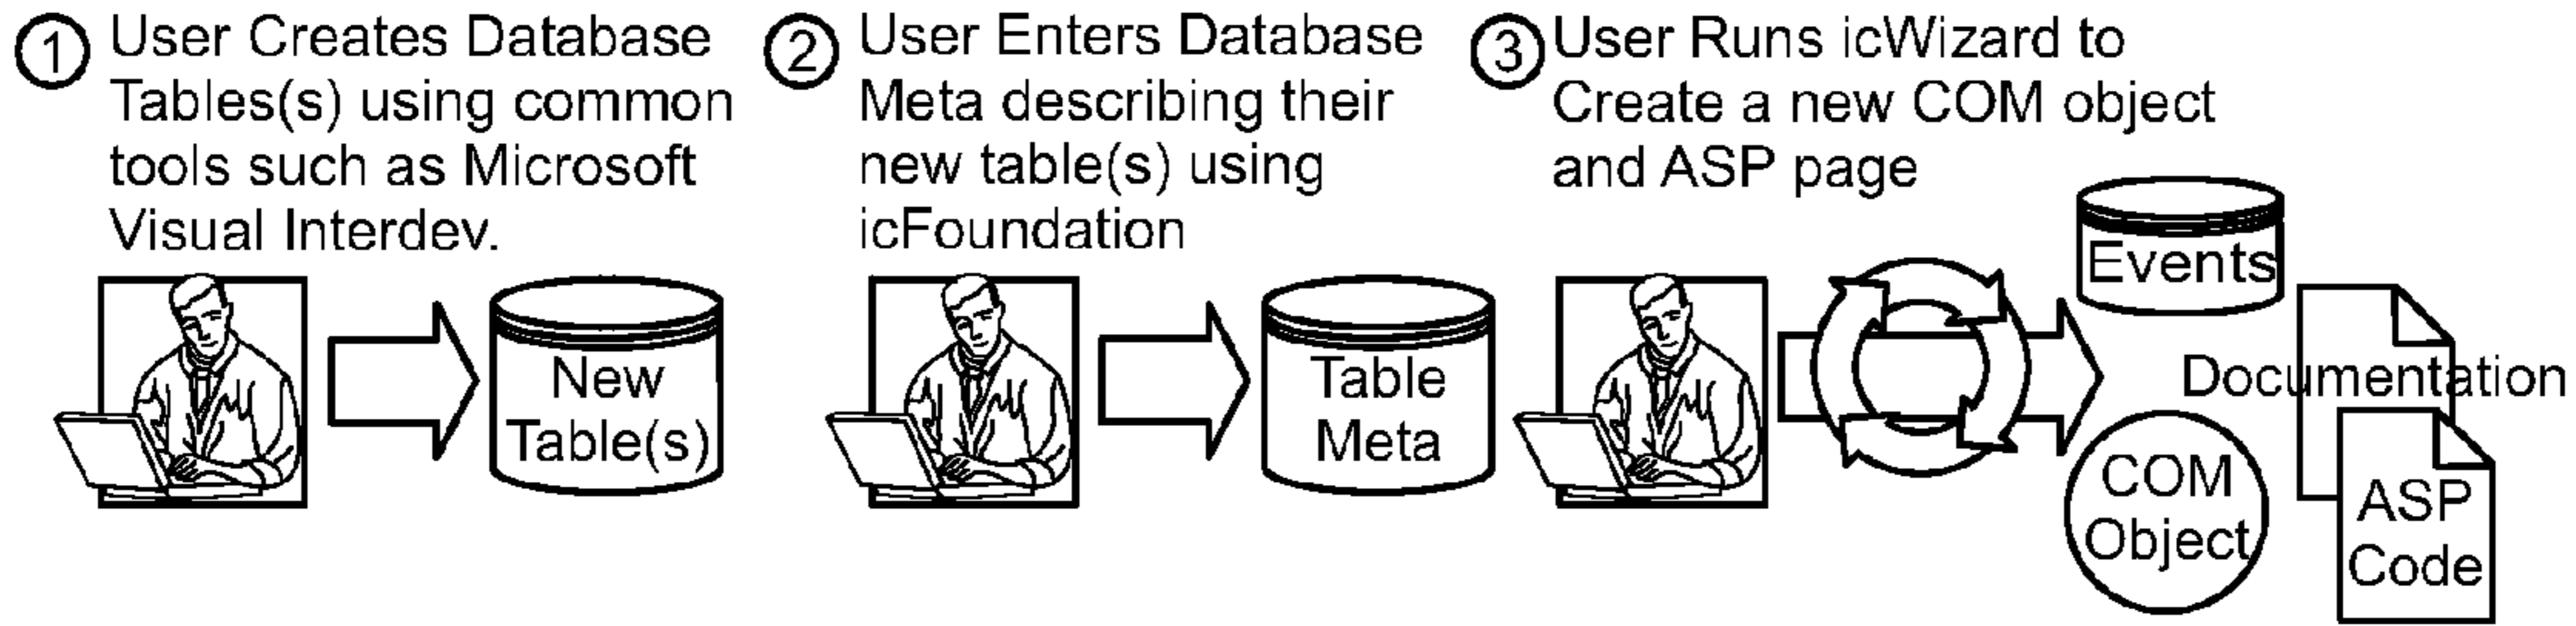 1 User Creates Database
Tables(s) using common
tools such as Microsoft
Visual Interdev.
New
Table(s)
2 User Enters Database
Meta describing their
new table(s) using
icFoundation
Table
Meta
3 User Runs icWizard to
Create a new COM object
and ASP page
Events
Documentation
COM
Object
ASP
Code